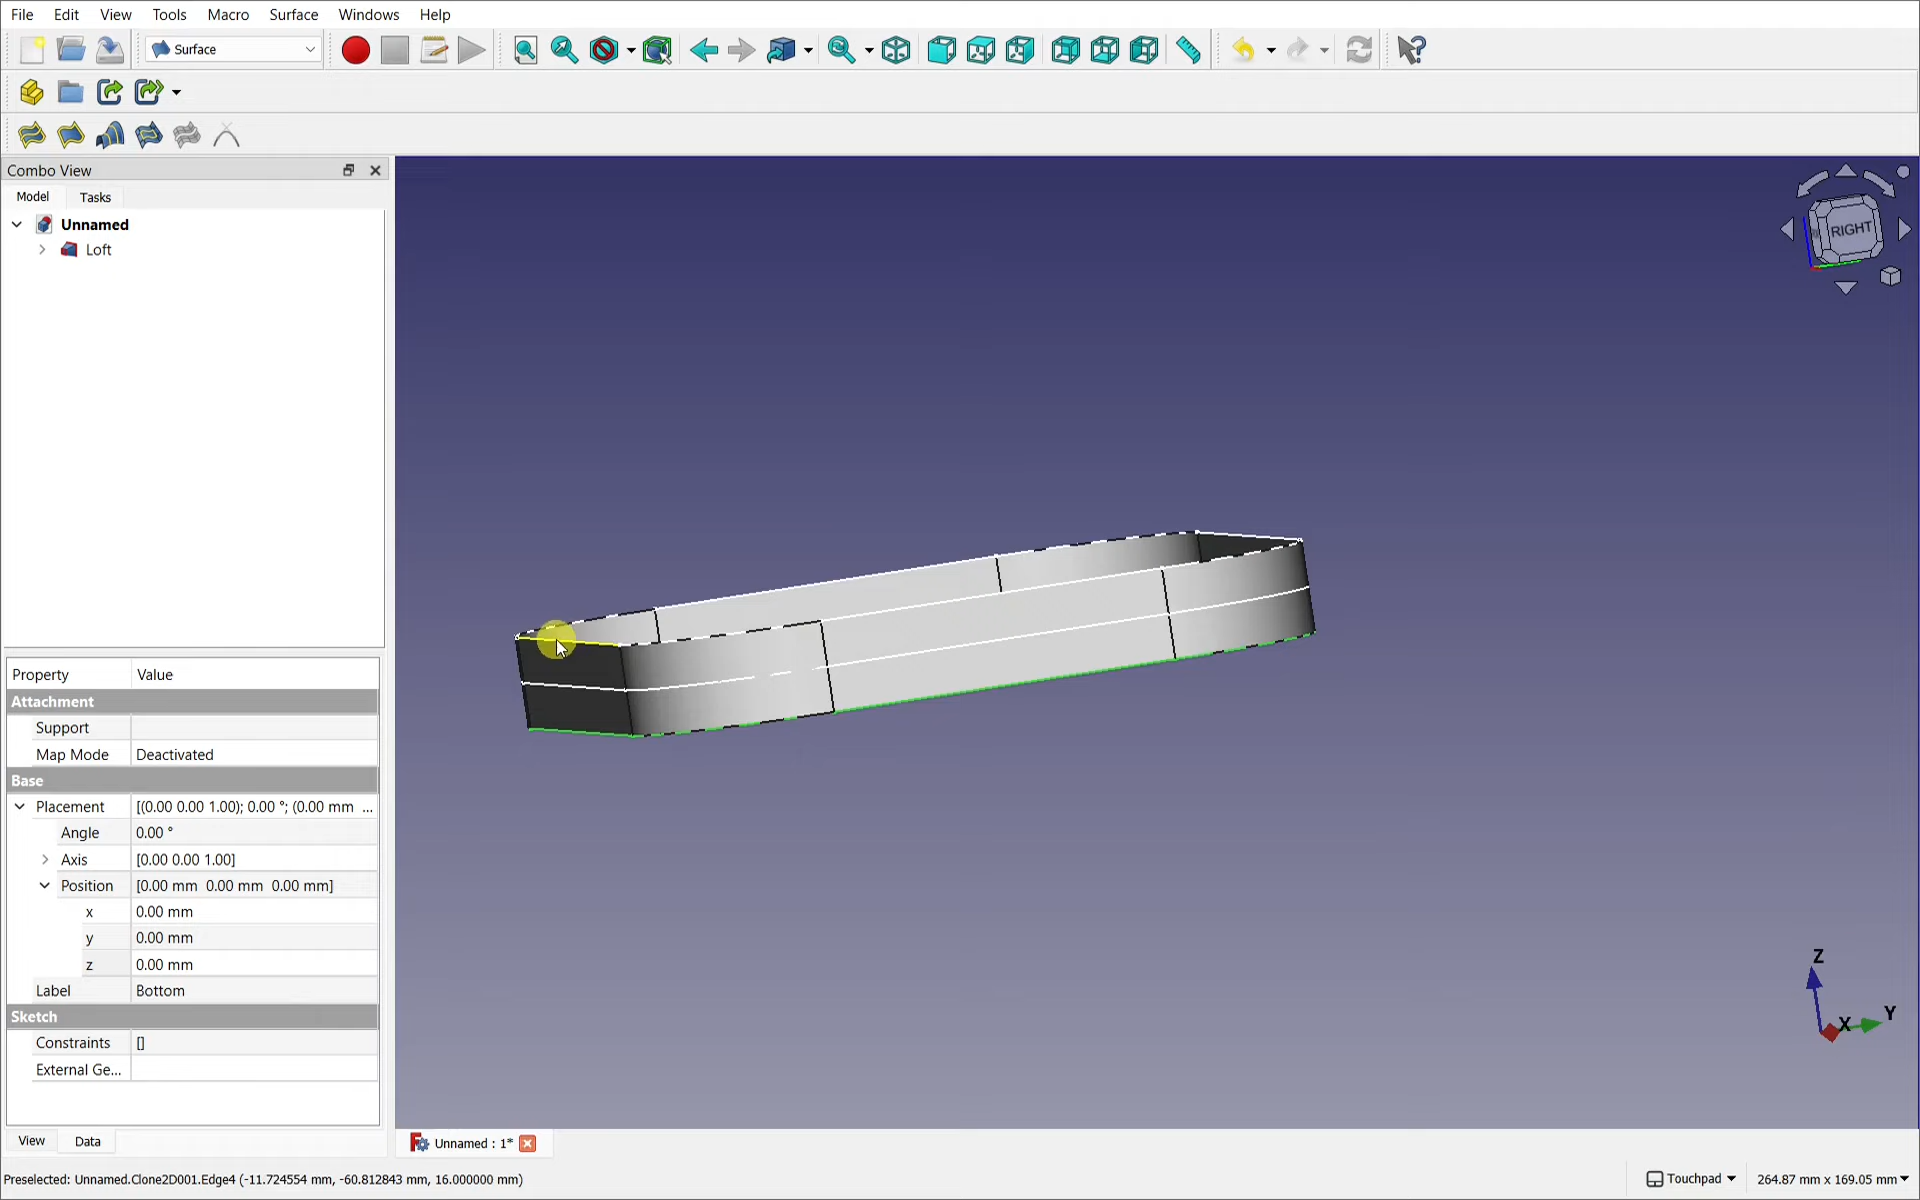 File Edit View Tools Macro Surface Windows Help
Surface
Combo View
Model Tasks
Unnamed
Loft
RIGHT
Property Value
Attachment
Support
Map Mode Deactivated
Base
Placement [(0.00 0.00 1.00); 0.00 °; (0.00 mm ...
Angle 0.00 °
Axis [0.00 0.00 1.00]
Position [0.00 mm 0.00 mm 0.00 mm]
x 0.00 mm
y 0.00 mm
z 0.00 mm
Label Bottom
Sketch
Constraints []
External Ge...
Z
Y
X
View Data
Unnamed : 1*
Preselected: Unnamed.Clone2D001.Edge4 (-11.724554 mm, -60.812843 mm, 16.000000 mm)
Touchpad 264.87 mm x 169.05 mm